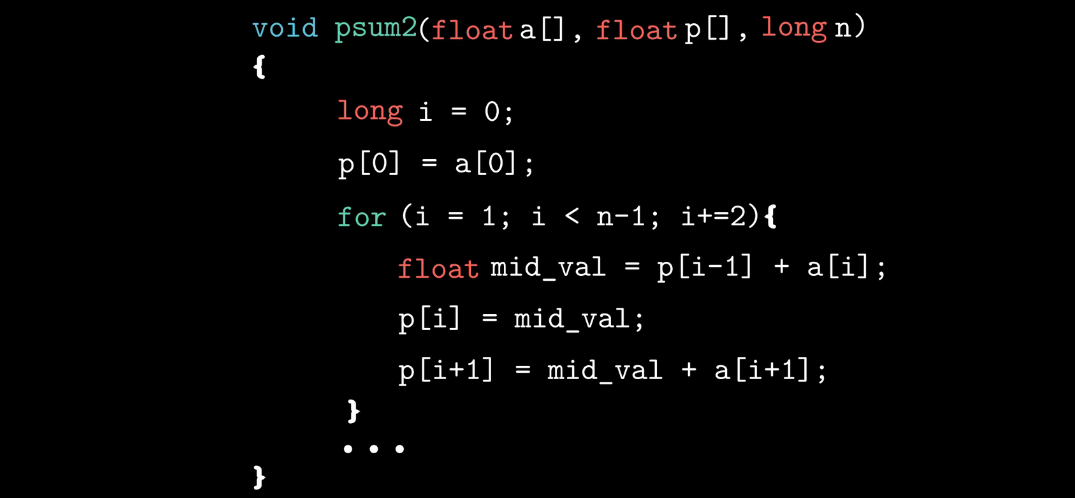 void psum2(float a[], float p[], long n)
{
long i = 0;
p[0] = a[0];
for (i = 1; i < n-1; i+=2){
float mid_val = p[i-1] + a[i];
p[i] = mid_val;
p[i+1] = mid_val + a[i+1];
}
...
}